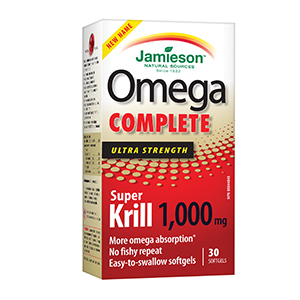 NEW NAME
Jamieson
NATURAL SOURCES
Since 1922
Omega
COMPLETE
ULTRA STRENGTH
Super
Krill 1,000 mg
More omega absorption*
No fishy repeat
Easy-to-swallow softgels
30
SOFTGELS